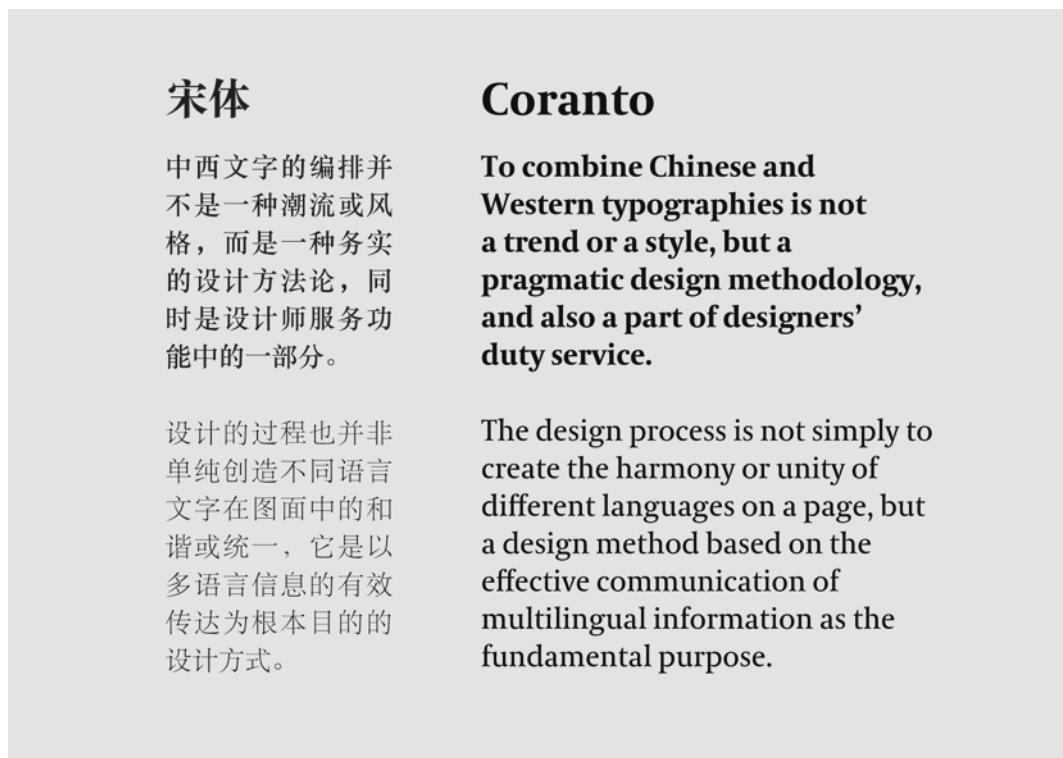 宋体
中西文字的编排并
不是一种潮流或风
格，而是一种务实
的设计方法论，同
时是设计师服务功
能中的一部分。
设计的过程也并非
单纯创造不同语言
文字在图面中的和
谐或统一，它是以
多语言信息的有效
传达为根本目的的
设计方式。
Coranto
To combine Chinese and
Western typographies is not
a trend or a style, but a
pragmatic design methodology,
and also a part of designers’
duty service.
The design process is not simply to
create the harmony or unity of
different languages on a page, but
a design method based on the
effective communication of
multilingual information as the
fundamental purpose.